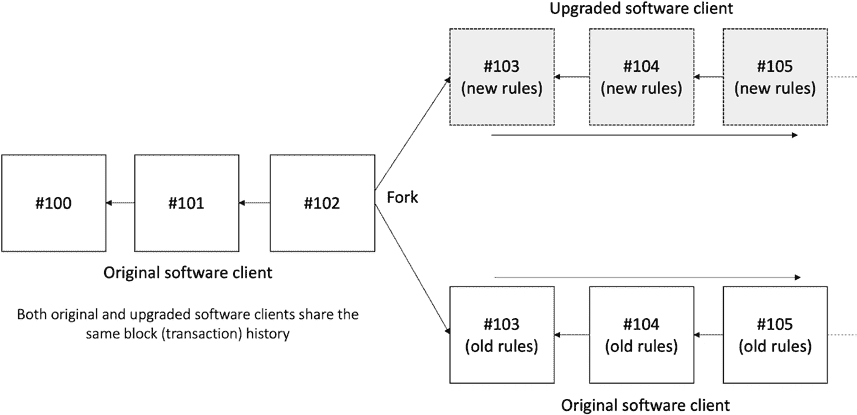 Upgraded software client
#103
(new rules)
#104
(new rules)
#105
(new rules)
#100
#101
#102
Fork
Original software client
Both original and upgraded software clients share the
same block (transaction) history
#103
(old rules)
#104
(old rules)
#105
(old rules)
Original software client